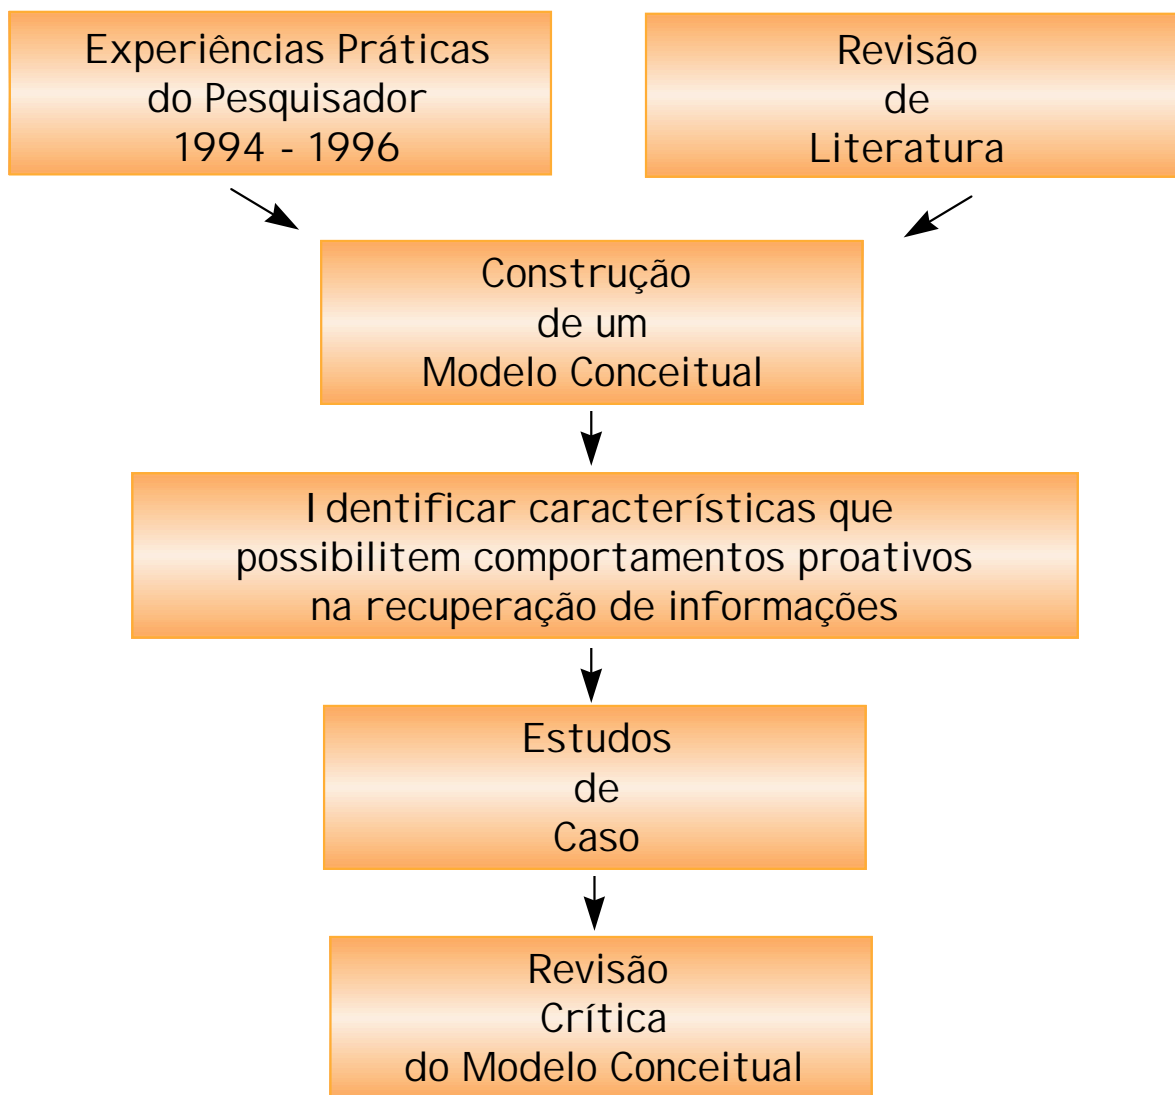 Experiências Práticas
do Pesquisador
1994 - 1996
Revisão
de
Literatura
Construção
de um
Modelo Conceitual
Identificar características que
possibilitem comportamentos proativos
na recuperação de informações
Estudos
de
Caso
Revisão
Crítica
do Modelo Conceitual